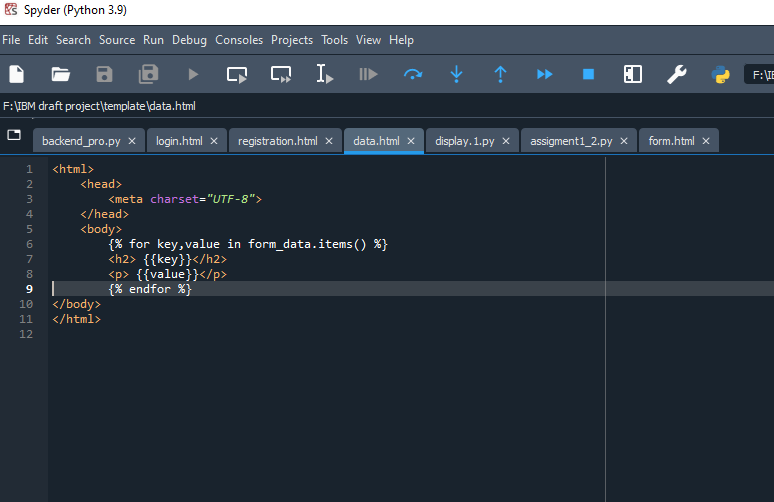 Spyder (Python 3.9)
File Edit Search Source Run Debug Consoles Projects Tools View Help
F:\IB
F:\IBM draft project\template\data.html
backend_pro.py login.html registration.html data.html display.1.py assigment1_2.py form.html
1 <html>
2 <head>
3 <meta charset="UTF-8">
4 </head>
5 <body>
6 {% for key,value in form_data.items() %}
7 <h2> {{key}}</h2>
8 <p> {{value}}</p>
9 {% endfor %}
10 </body>
11 </html>
12